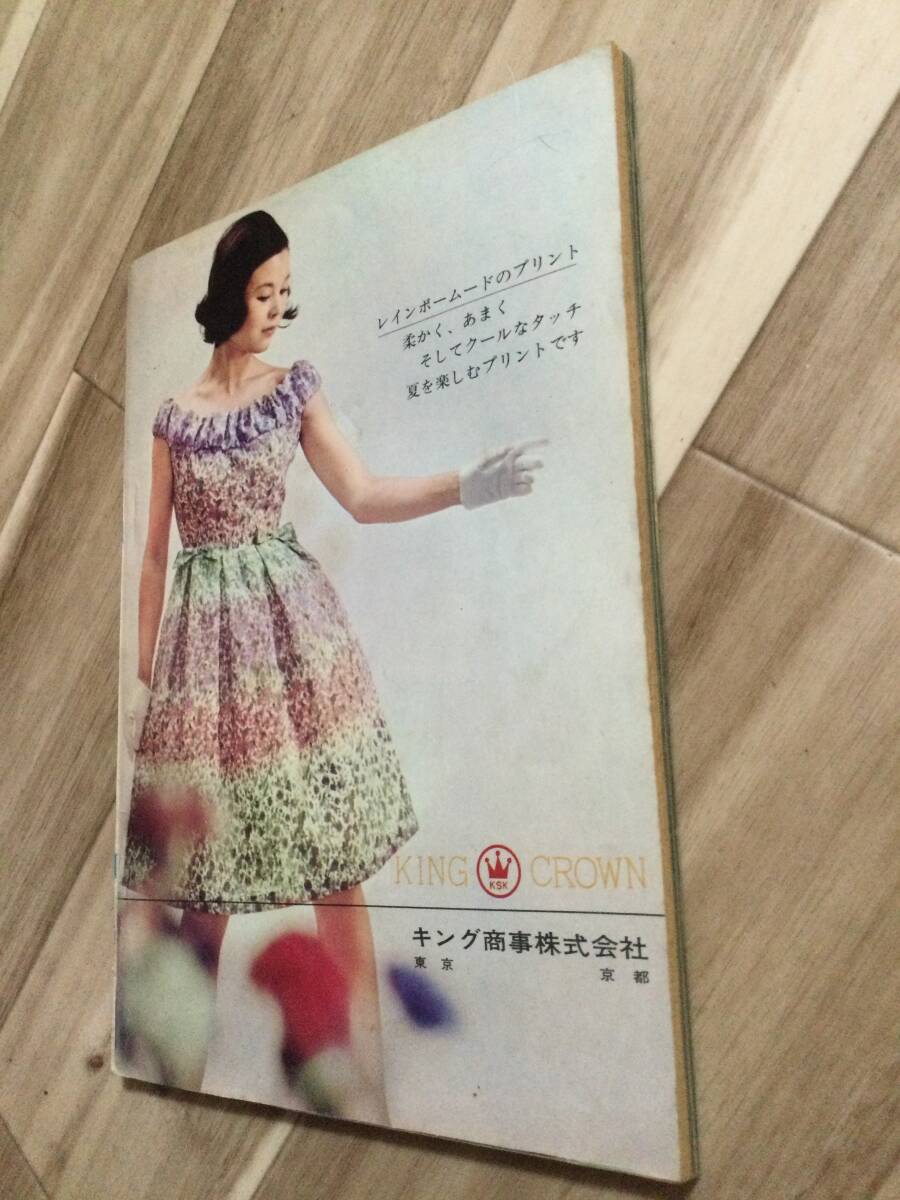 レインボームードのプリント
柔かく、あまく
そしてクールなタッチ
夏を楽しむプリントです
KING KSK CROWN
キング商事株式会社
東京 京都